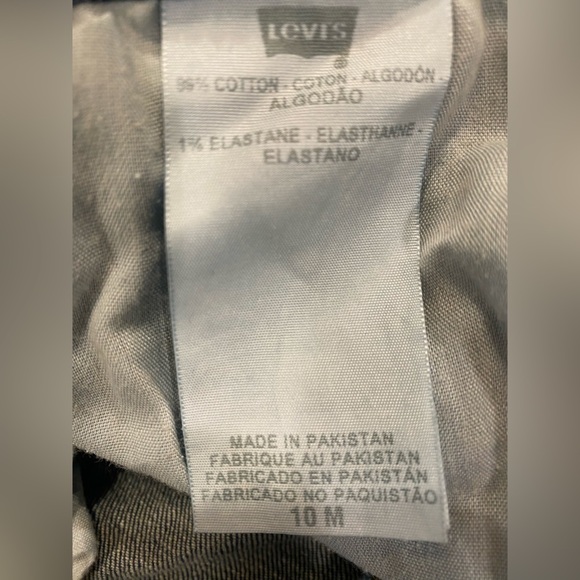 LEVI'S
®
99% COTTON - COTON - ALGODÓN -
ALGODÃO
1% ELASTANE - ELASTHANNE -
ELASTANO
MADE IN PAKISTAN
FABRIQUE AU PAKISTAN
FABRICADO EN PAKISTÁN
FABRICADO NO PAQUISTÃO
10 M